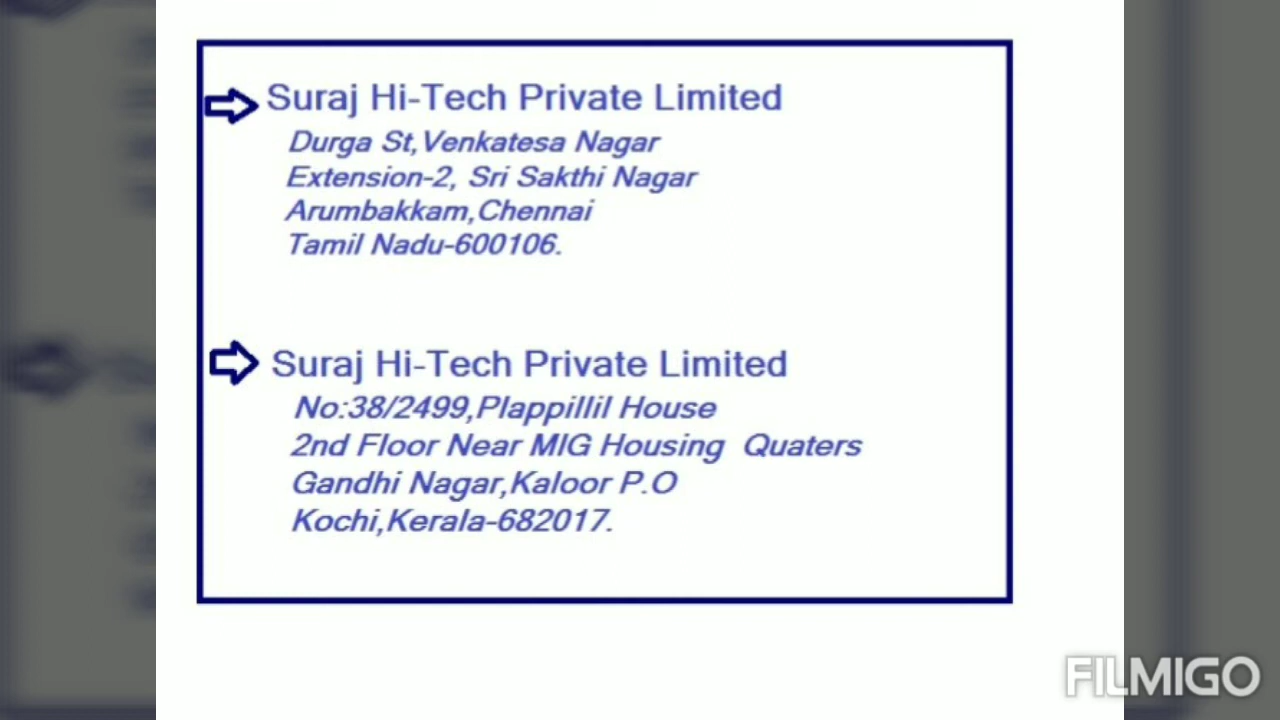 Suraj Hi-Tech Private Limited
Durga St,Venkatesa Nagar
Extension-2, Sri Sakthi Nagar
Arumbakkam,Chennai
Tamil Nadu-600106.
Suraj Hi-Tech Private Limited
No:38/2499,Plappillil House
2nd Floor Near MIG Housing Quaters
Gandhi Nagar,Kaloor P.O
Kochi,Kerala-682017.
FILMIGO